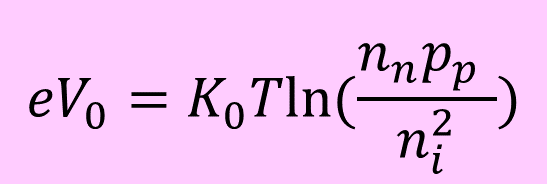 eV₀ = K₀T ln(nₙpₚ / nᵢ²)